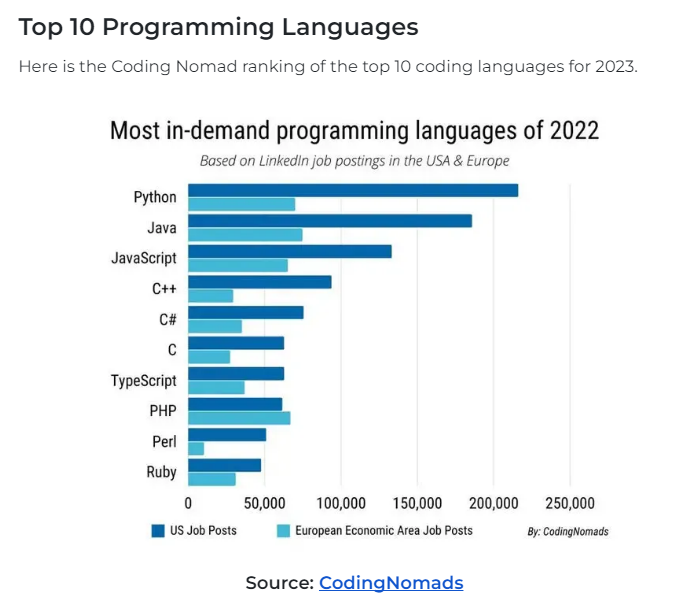 Top 10 Programming Languages
Here is the Coding Nomad ranking of the top 10 coding languages for 2023.
Most in-demand programming languages of 2022
Based on LinkedIn job postings in the USA & Europe
Python
Java
JavaScript
C++
C#
C
TypeScript
PHP
Perl
Ruby
0 50,000 100,000 150,000 200,000 250,000
US Job Posts European Economic Area Job Posts By: CodingNomads
Source: CodingNomads